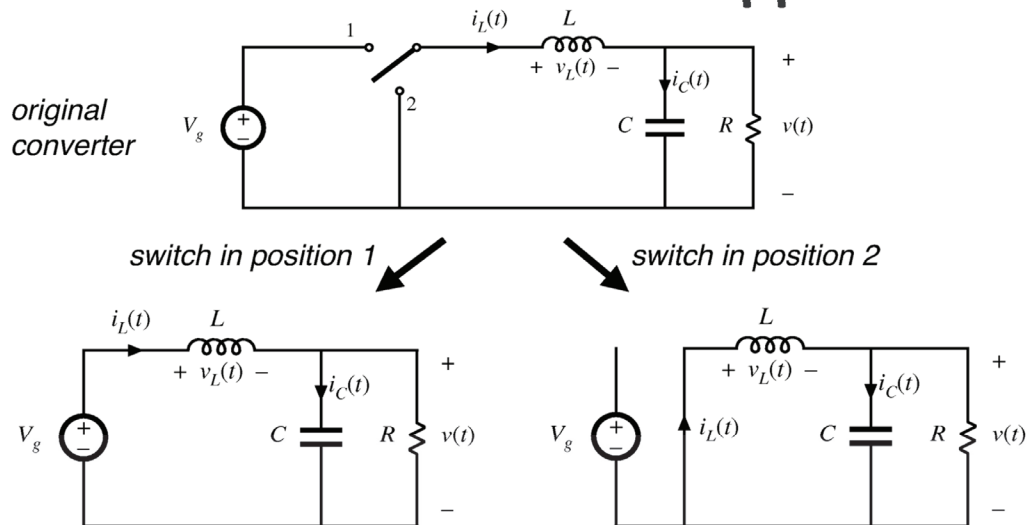 1
i_L(t)
L
+ v_L(t) −
2
i_C(t)
original
converter
V_g
+
−
C
R
+
v(t)
−
switch in position 1
switch in position 2
i_L(t)
L
+ v_L(t) −
i_C(t)
V_g
+
−
C
R
+
v(t)
−
L
+ v_L(t) −
i_C(t)
V_g
+
−
i_L(t)
C
R
+
v(t)
−